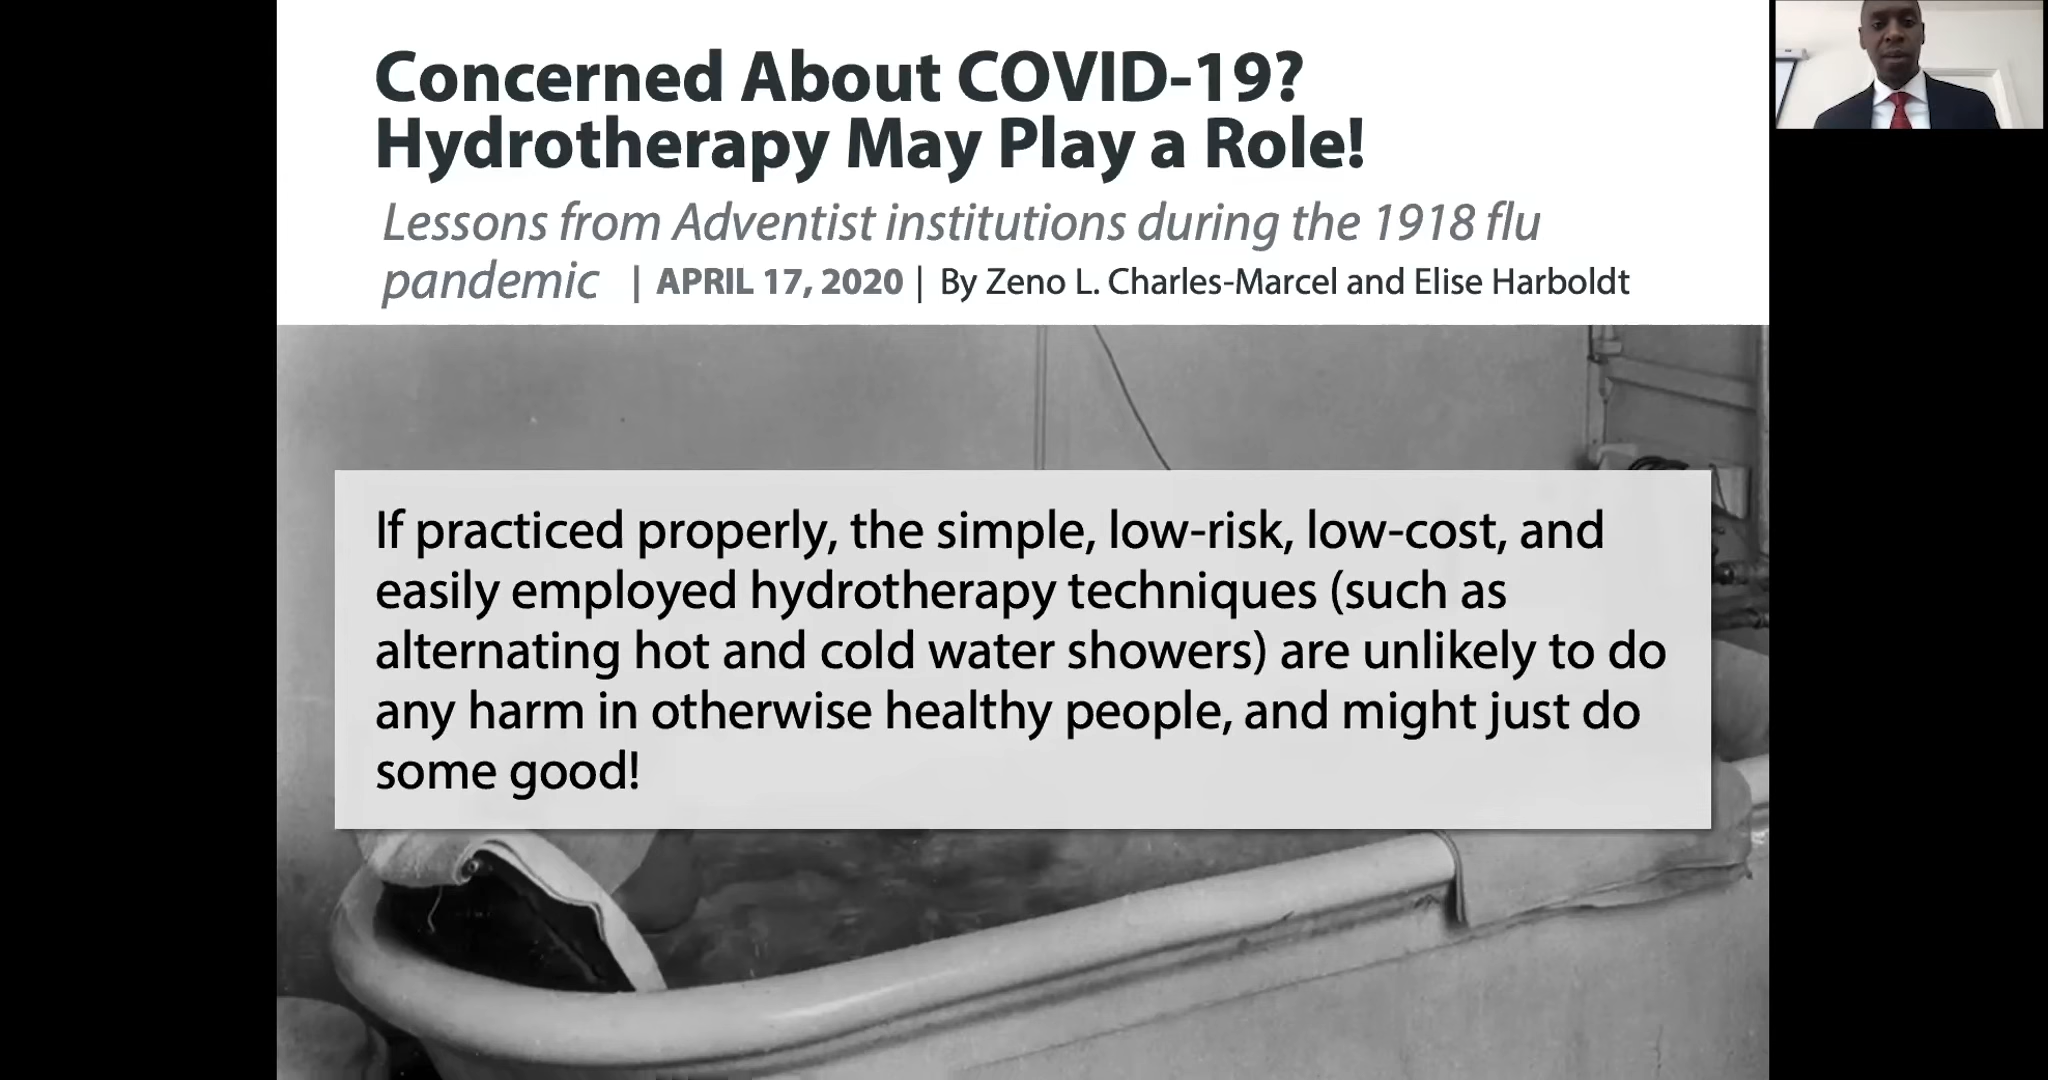 Concerned About COVID-19?
Hydrotherapy May Play a Role!
Lessons from Adventist institutions during the 1918 flu
pandemic | APRIL 17, 2020 | By Zeno L. Charles-Marcel and Elise Harboldt
If practiced properly, the simple, low-risk, low-cost, and
easily employed hydrotherapy techniques (such as
alternating hot and cold water showers) are unlikely to do
any harm in otherwise healthy people, and might just do
some good!